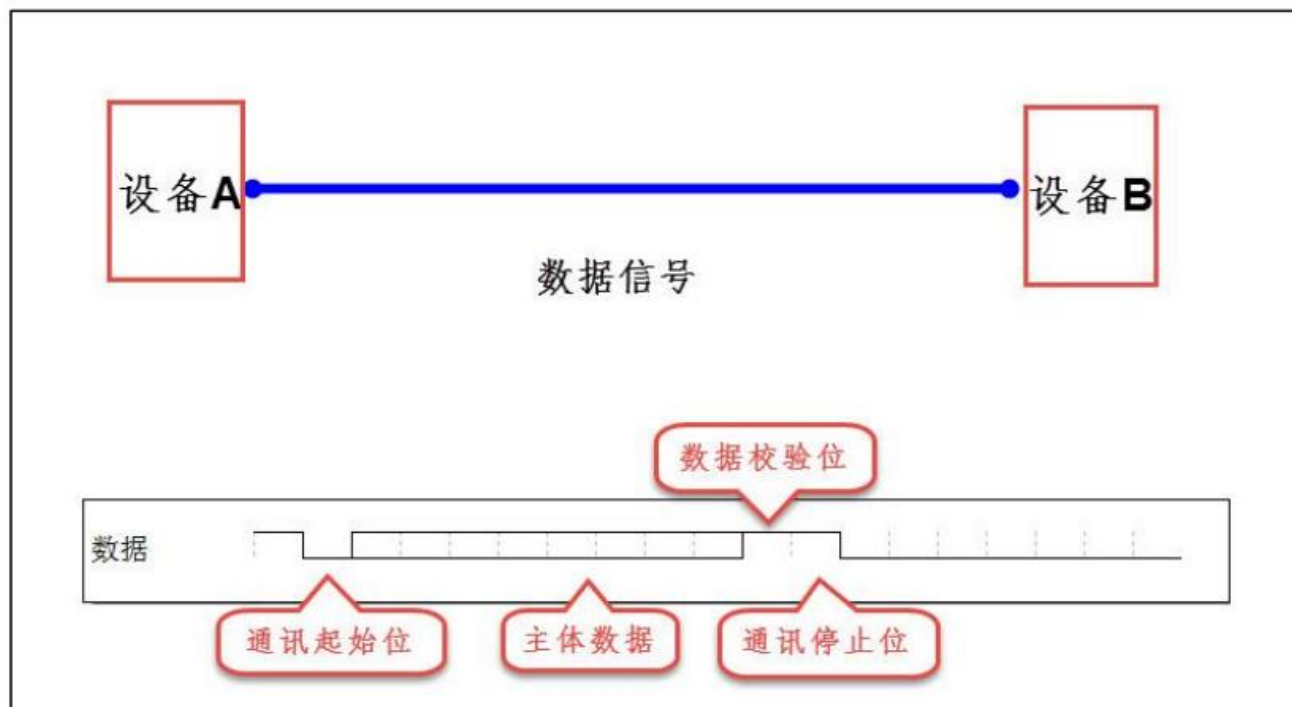 设备A
设备B
数据信号
数据校验位
数据
通讯起始位
主体数据
通讯停止位